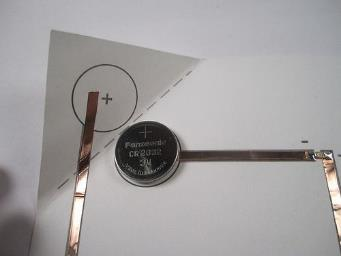 +
+
Panasonic
CR2032
3V
-